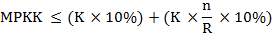 MPKK ≤ (K × 10%) + (K × n/R × 10%)